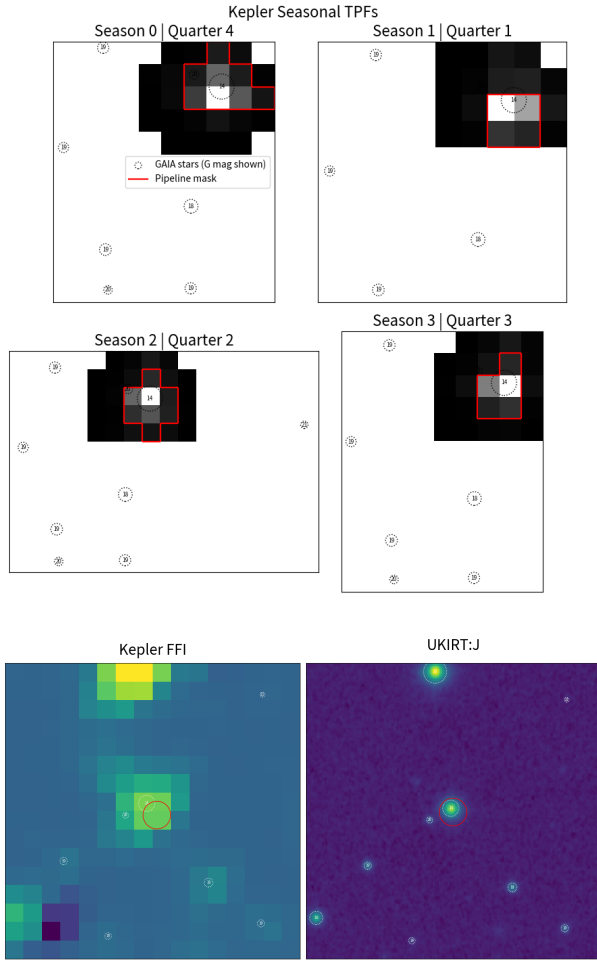 Kepler Seasonal TPFs
Season 0 | Quarter 4
Season 1 | Quarter 1
14
14
19
19
GAIA stars (G mag shown)
Pipeline mask
18
18
19
20
19
19
Season 2 | Quarter 2
Season 3 | Quarter 3
19
19
14
14
19
19
18
18
19
19
20
19
20
19
Kepler FFI
UKIRT:J